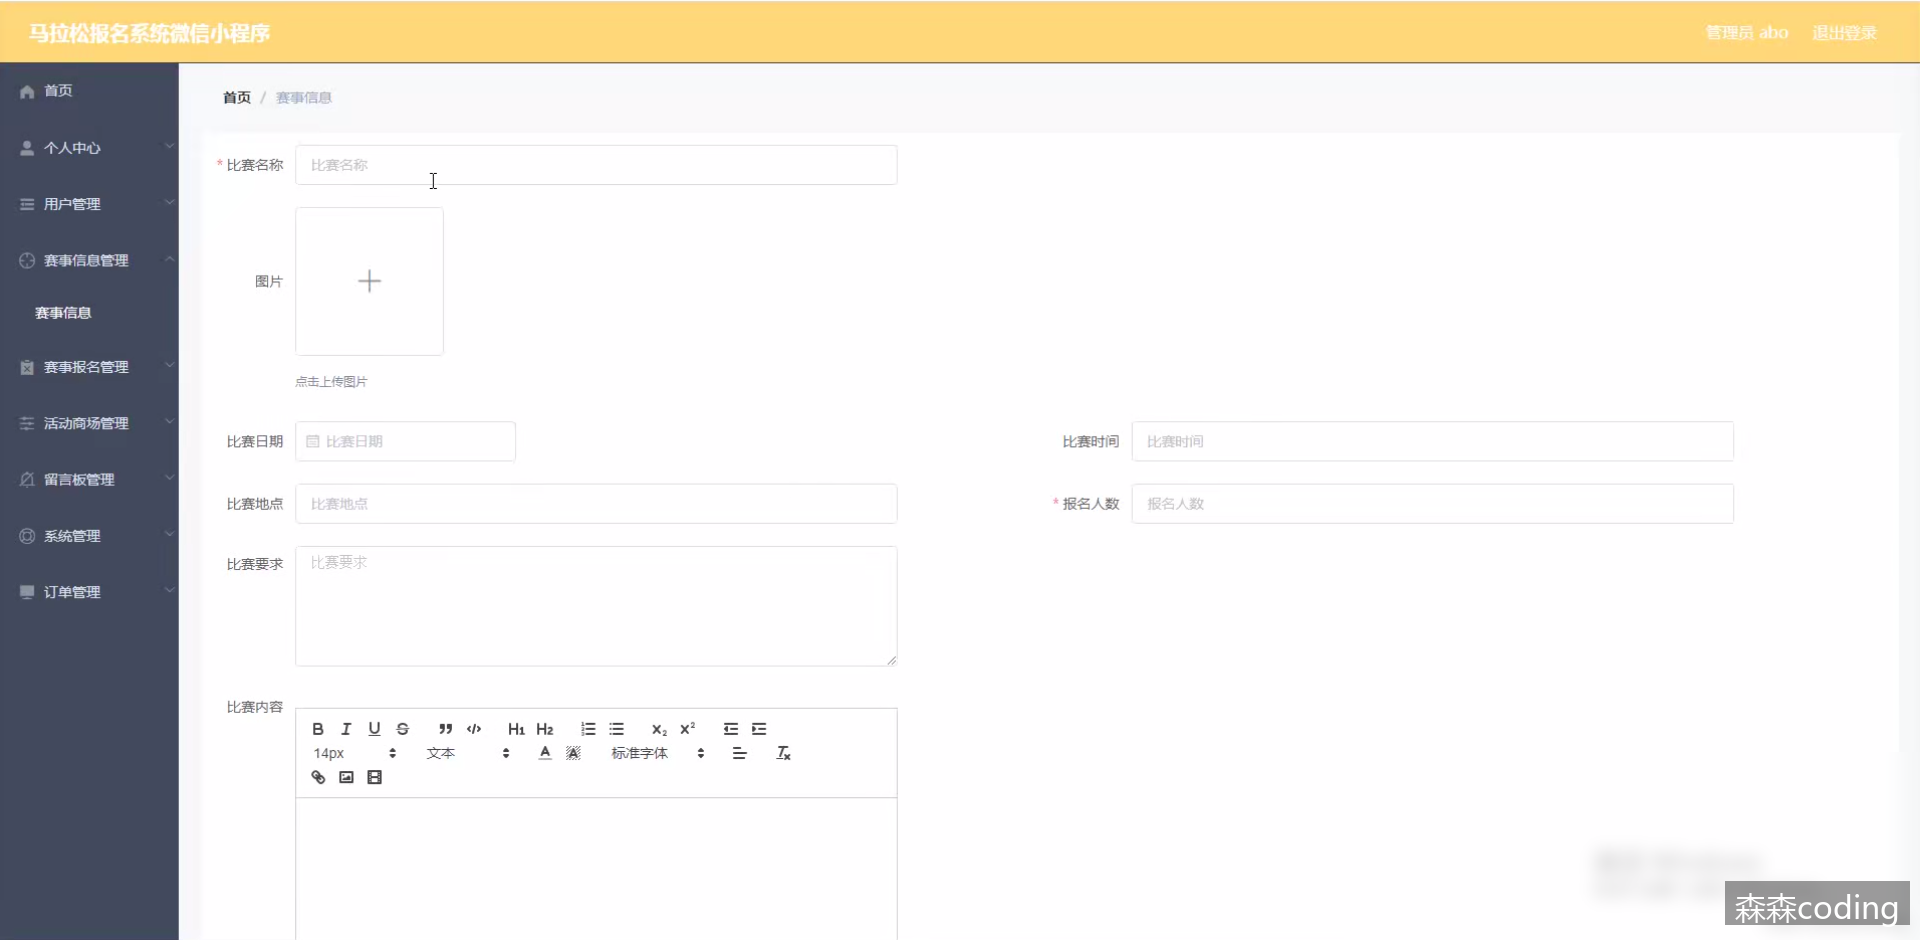 马拉松报名系统微信小程序
管理员 abo
退出登录
首页
个人中心
用户管理
赛事信息管理
赛事信息
赛事报名管理
活动商场管理
留言板管理
系统管理
订单管理
首页 / 赛事信息
* 比赛名称 比赛名称
图片
点击上传图片
比赛日期 比赛日期
比赛时间 比赛时间
比赛地点 比赛地点
* 报名人数 报名人数
比赛要求 比赛要求
比赛内容
B I U S H1 H2 x2 x2
14px 文本 A A 标准字体 Tx
森森coding